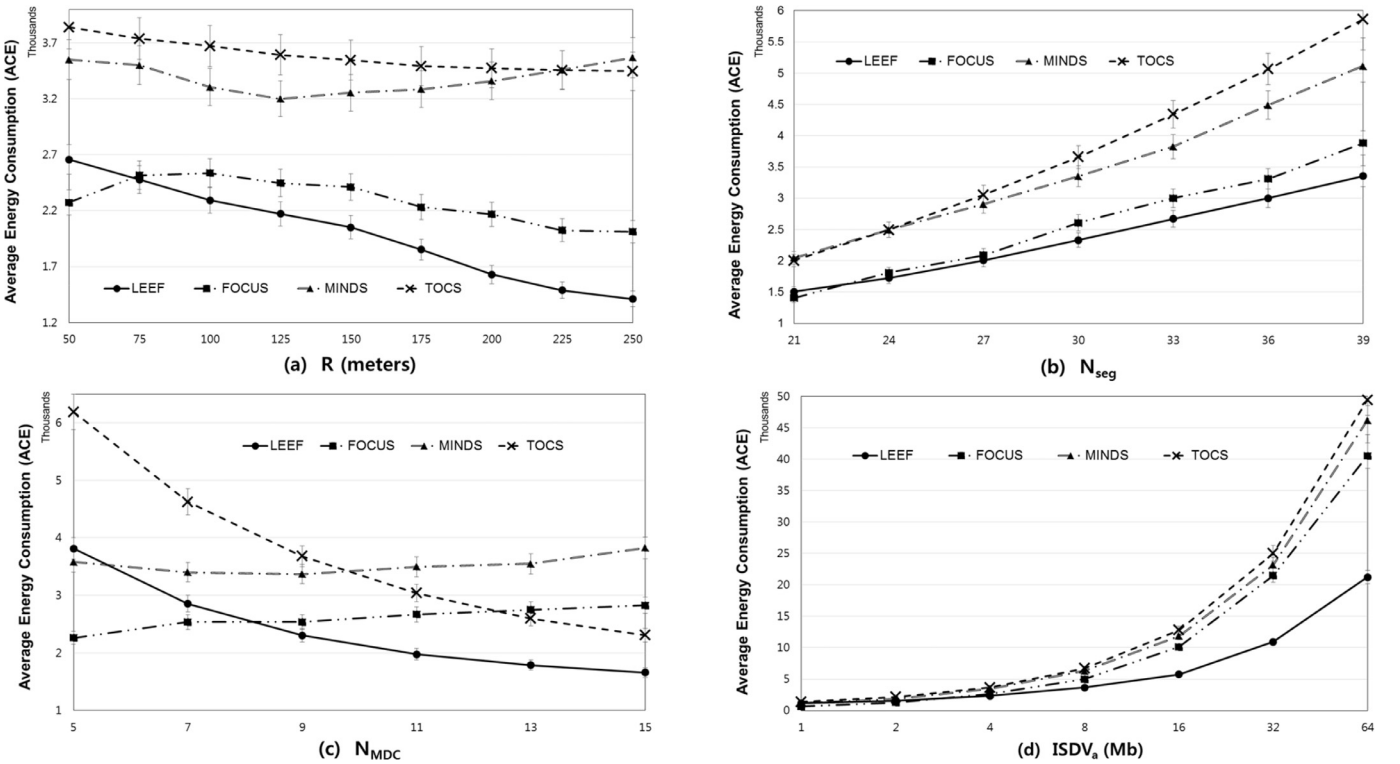 Average Energy Consumption (ACE)
Thousands
3.7
3.2
2.7
2.2
1.7
1.2
LEEF FOCUS MINDS TOCS
50 75 100 125 150 175 200 225 250
(a) R (meters)
Average Energy Consumption (ACE)
Thousands
6
5.5
5
4.5
4
3.5
3
2.5
2
1.5
1
LEEF FOCUS MINDS TOCS
21 24 27 30 33 36 39
(b) Nseg
Average Energy Consumption (ACE)
Thousands
6
5
4
3
2
1
LEEF FOCUS MINDS TOCS
5 7 9 11 13 15
(c) NMDC
Average Energy Consumption (ACE)
Thousands
50
45
40
35
30
25
20
15
10
5
0
LEEF FOCUS MINDS TOCS
1 2 4 8 16 32 64
(d) ISDVa (Mb)